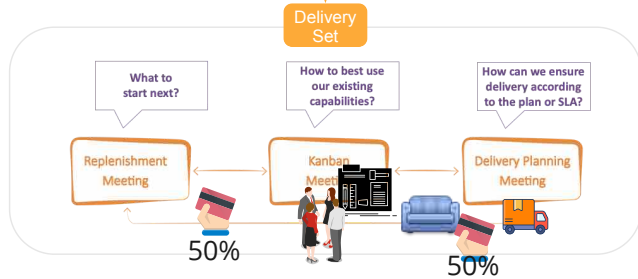 Delivery
Set
What to
start next?
How to best use
our existing
capabilities?
How can we ensure
delivery according
to the plan or SLA?
Replenishment
Meeting
Kanban
Meeting
Delivery Planning
Meeting
50%
50%